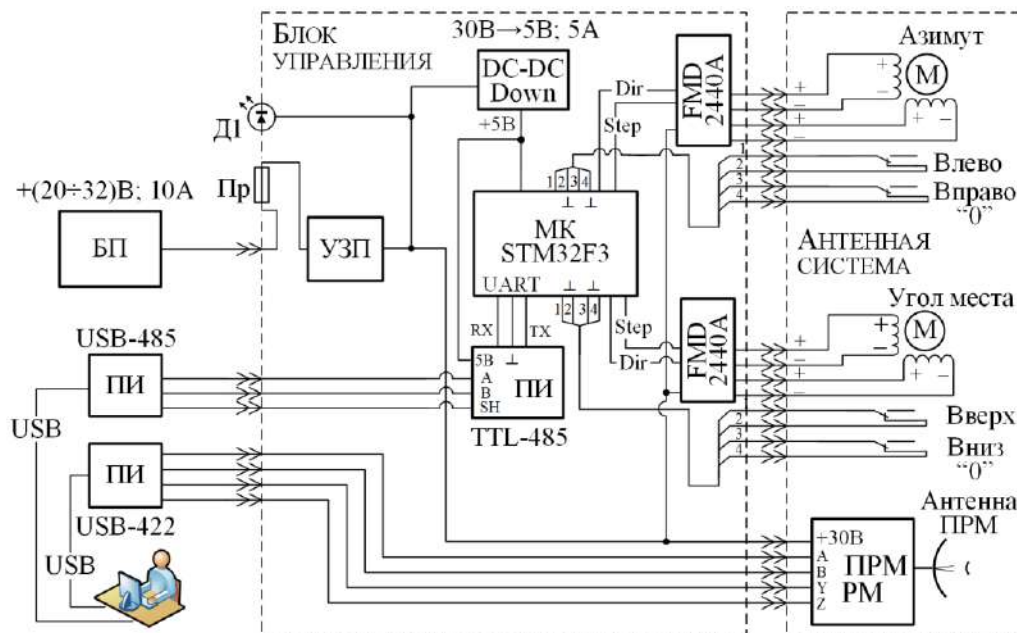 БЛОК
УПРАВЛЕНИЯ
30В→5В; 5А
DC-DC
Down
+5В
Д1
Пр
+(20÷32)В; 10А
БП
УЗП
Dir
Step
FMD
2440A
1 2 3 4
⊥ ⊥
МК
STM32F3
UART ⊥ ⊥
1 2 3 4
RX TX
Step
Dir
FMD
2440A
5В ⊥
A
B
SH
ПИ
TTL-485
USB-485
ПИ
USB
ПИ
USB-422
USB
Азимут
+
−
+
−
+
−
+ −
М
1
2
3
4
Влево
Вправо
“0”
АНТЕННАЯ
СИСТЕМА
Угол места
+
−
+
−
+
−
+ −
М
2
3
4
Вверх
Вниз
“0”
Антенна
ПРМ
+30В
A
B
Y
Z
ПРМ
РМ